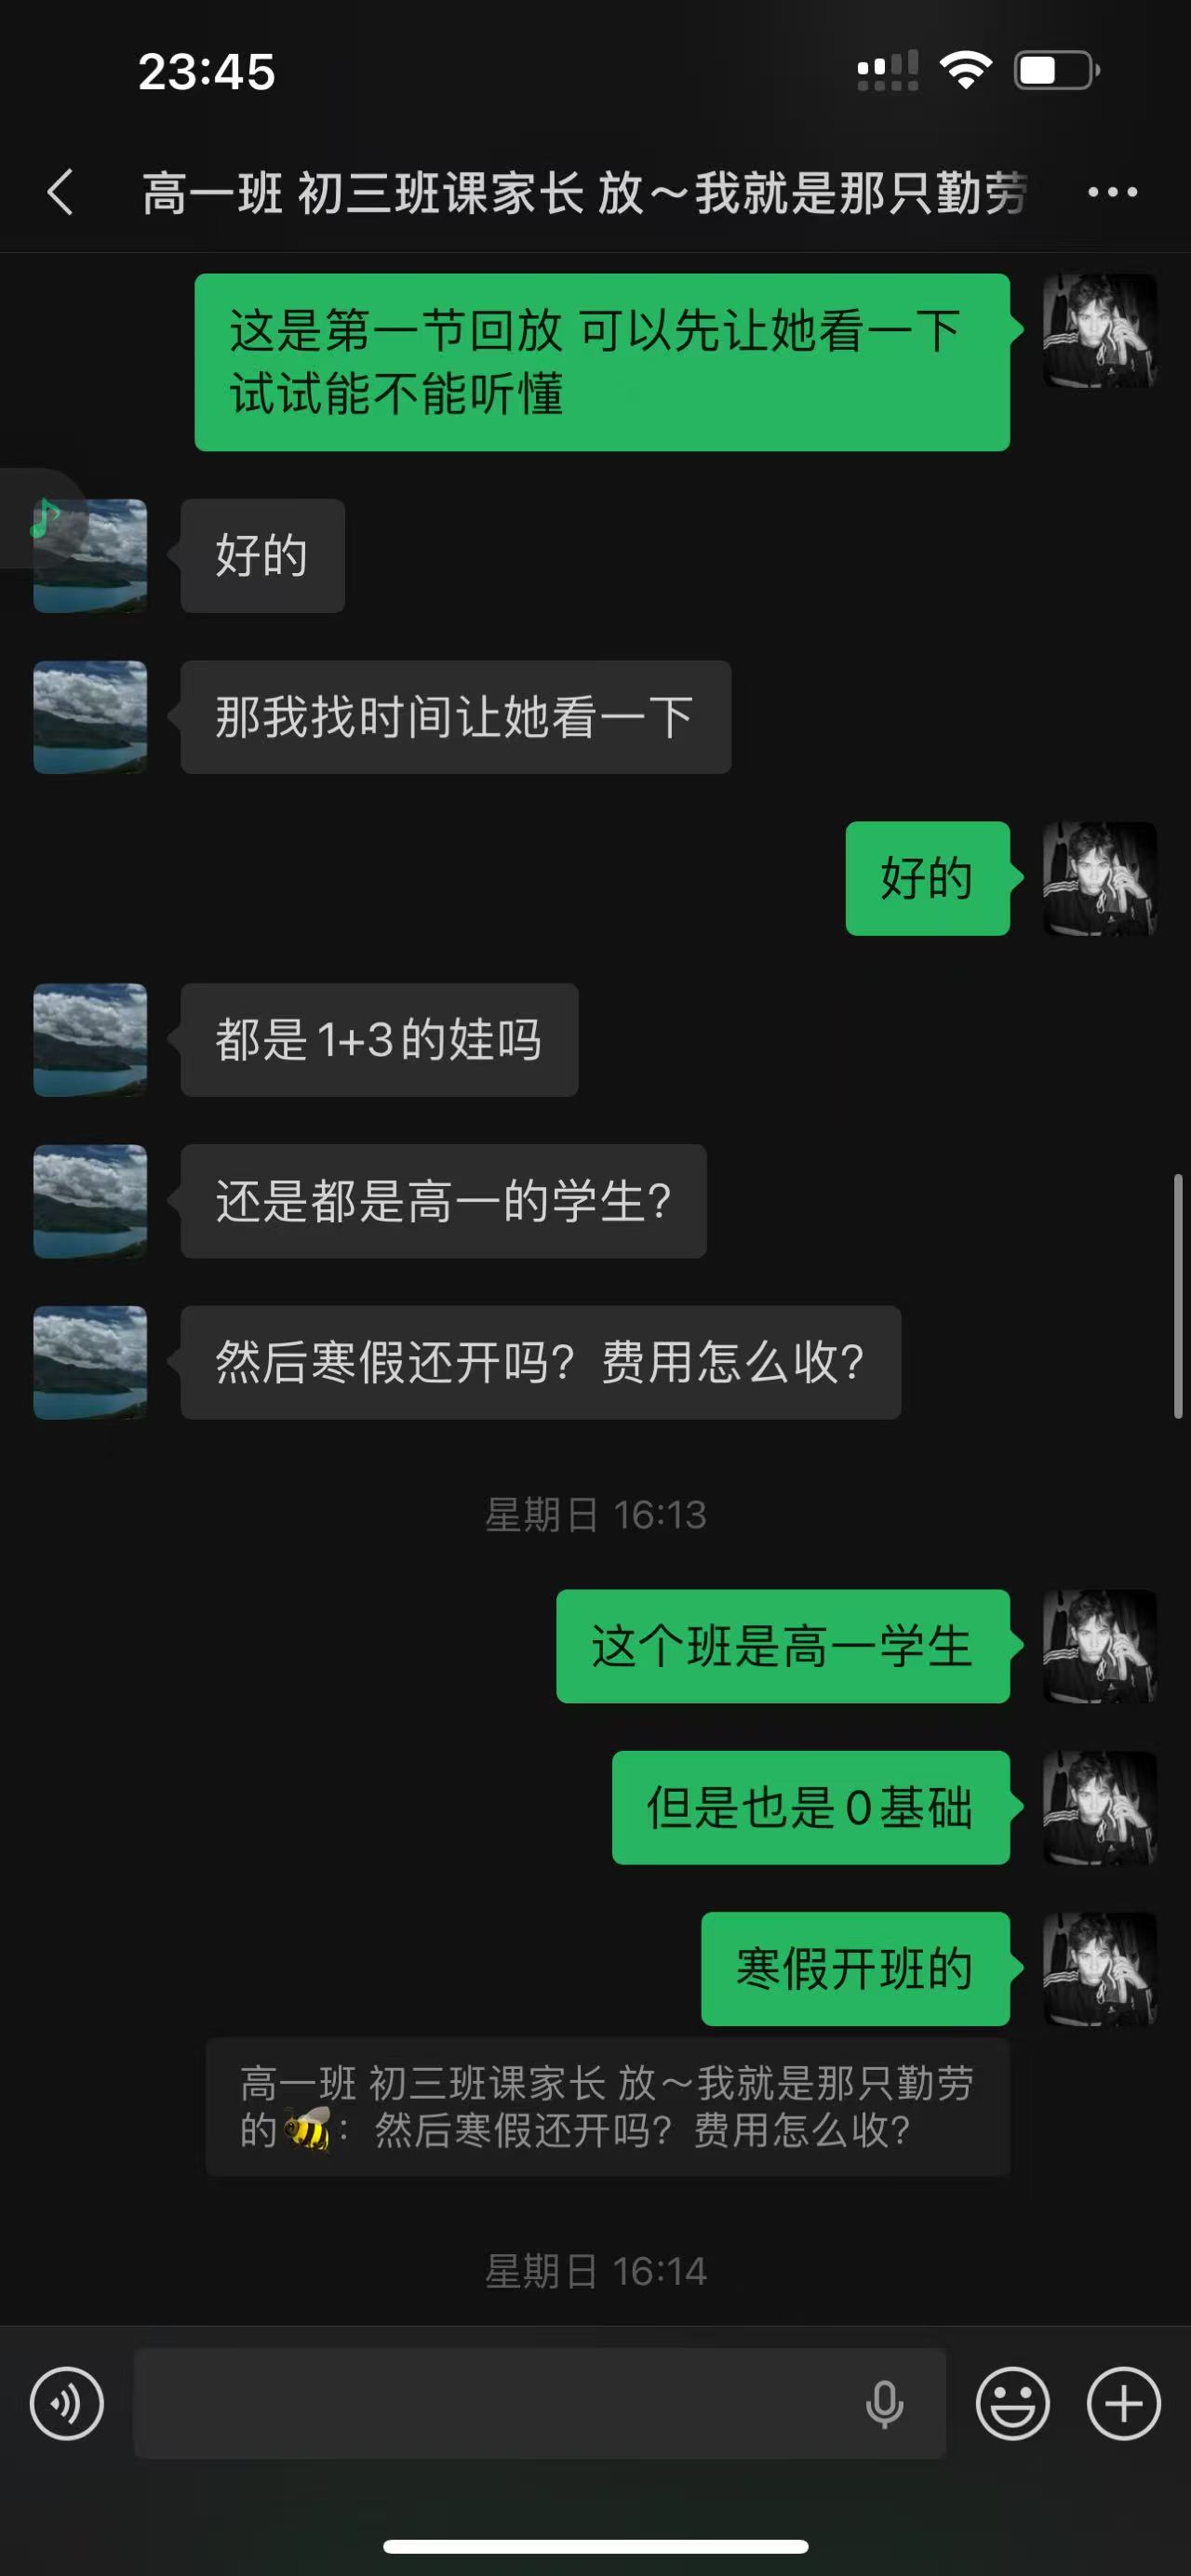 23:45
高一班 初三班课家长 放～我就是那只勤劳
这是第一节回放 可以先让她看一下
试试能不能听懂
好的
那我找时间让她看一下
好的
都是1+3的娃吗
还是都是高一的学生?
然后寒假还开吗? 费用怎么收?
星期日 16:13
这个班是高一学生
但是也是0基础
寒假开班的
高一班 初三班课家长 放～我就是那只勤劳
的🐝: 然后寒假还开吗? 费用怎么收?
星期日 16:14